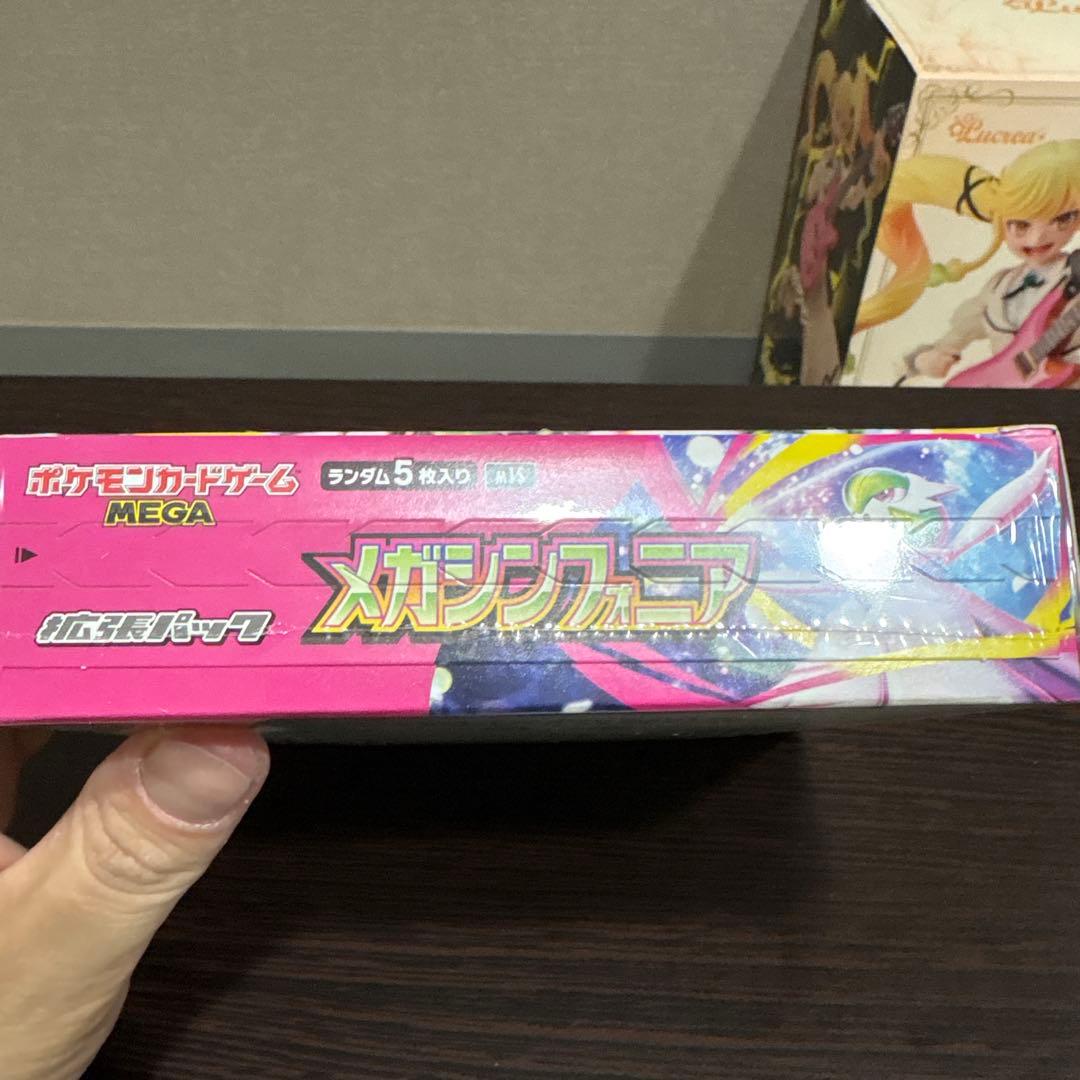 Lucrea
ポケモンカードゲーム
MEGA
ランダム5枚入り M1S
メガシンフォニア
拡張パック